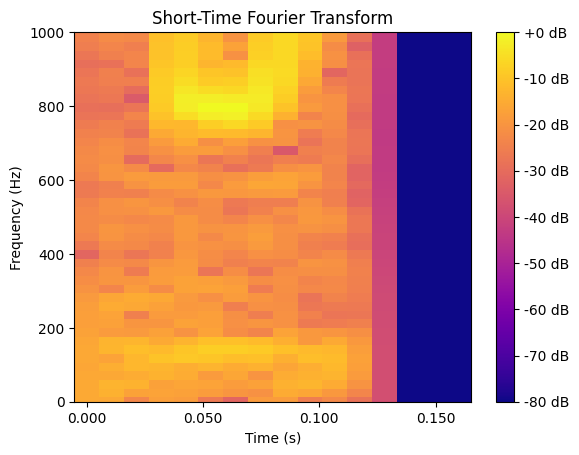 Short-Time Fourier Transform
Frequency (Hz)
1000
800
600
400
200
0
0.000
0.050
0.100
0.150
Time (s)
+0 dB
-10 dB
-20 dB
-30 dB
-40 dB
-50 dB
-60 dB
-70 dB
-80 dB